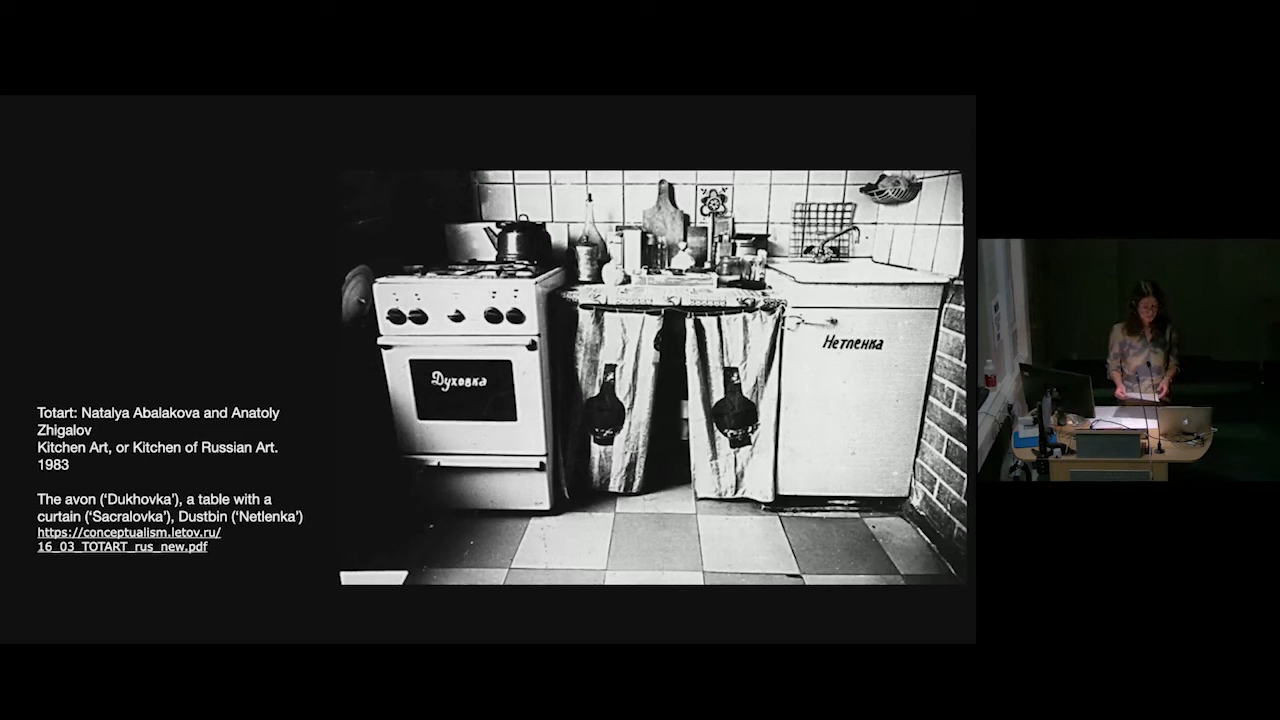 Totart: Natalya Abalakova and Anatoly
Zhigalov
Kitchen Art, or Kitchen of Russian Art.
1983
The avon (‘Dukhovka’), a table with a
curtain (‘Sacralovka’), Dustbin (‘Netlenka’)
https://conceptualism.letov.ru/
16_03_TOTART_rus_new.pdf
Духовка
Нетленка